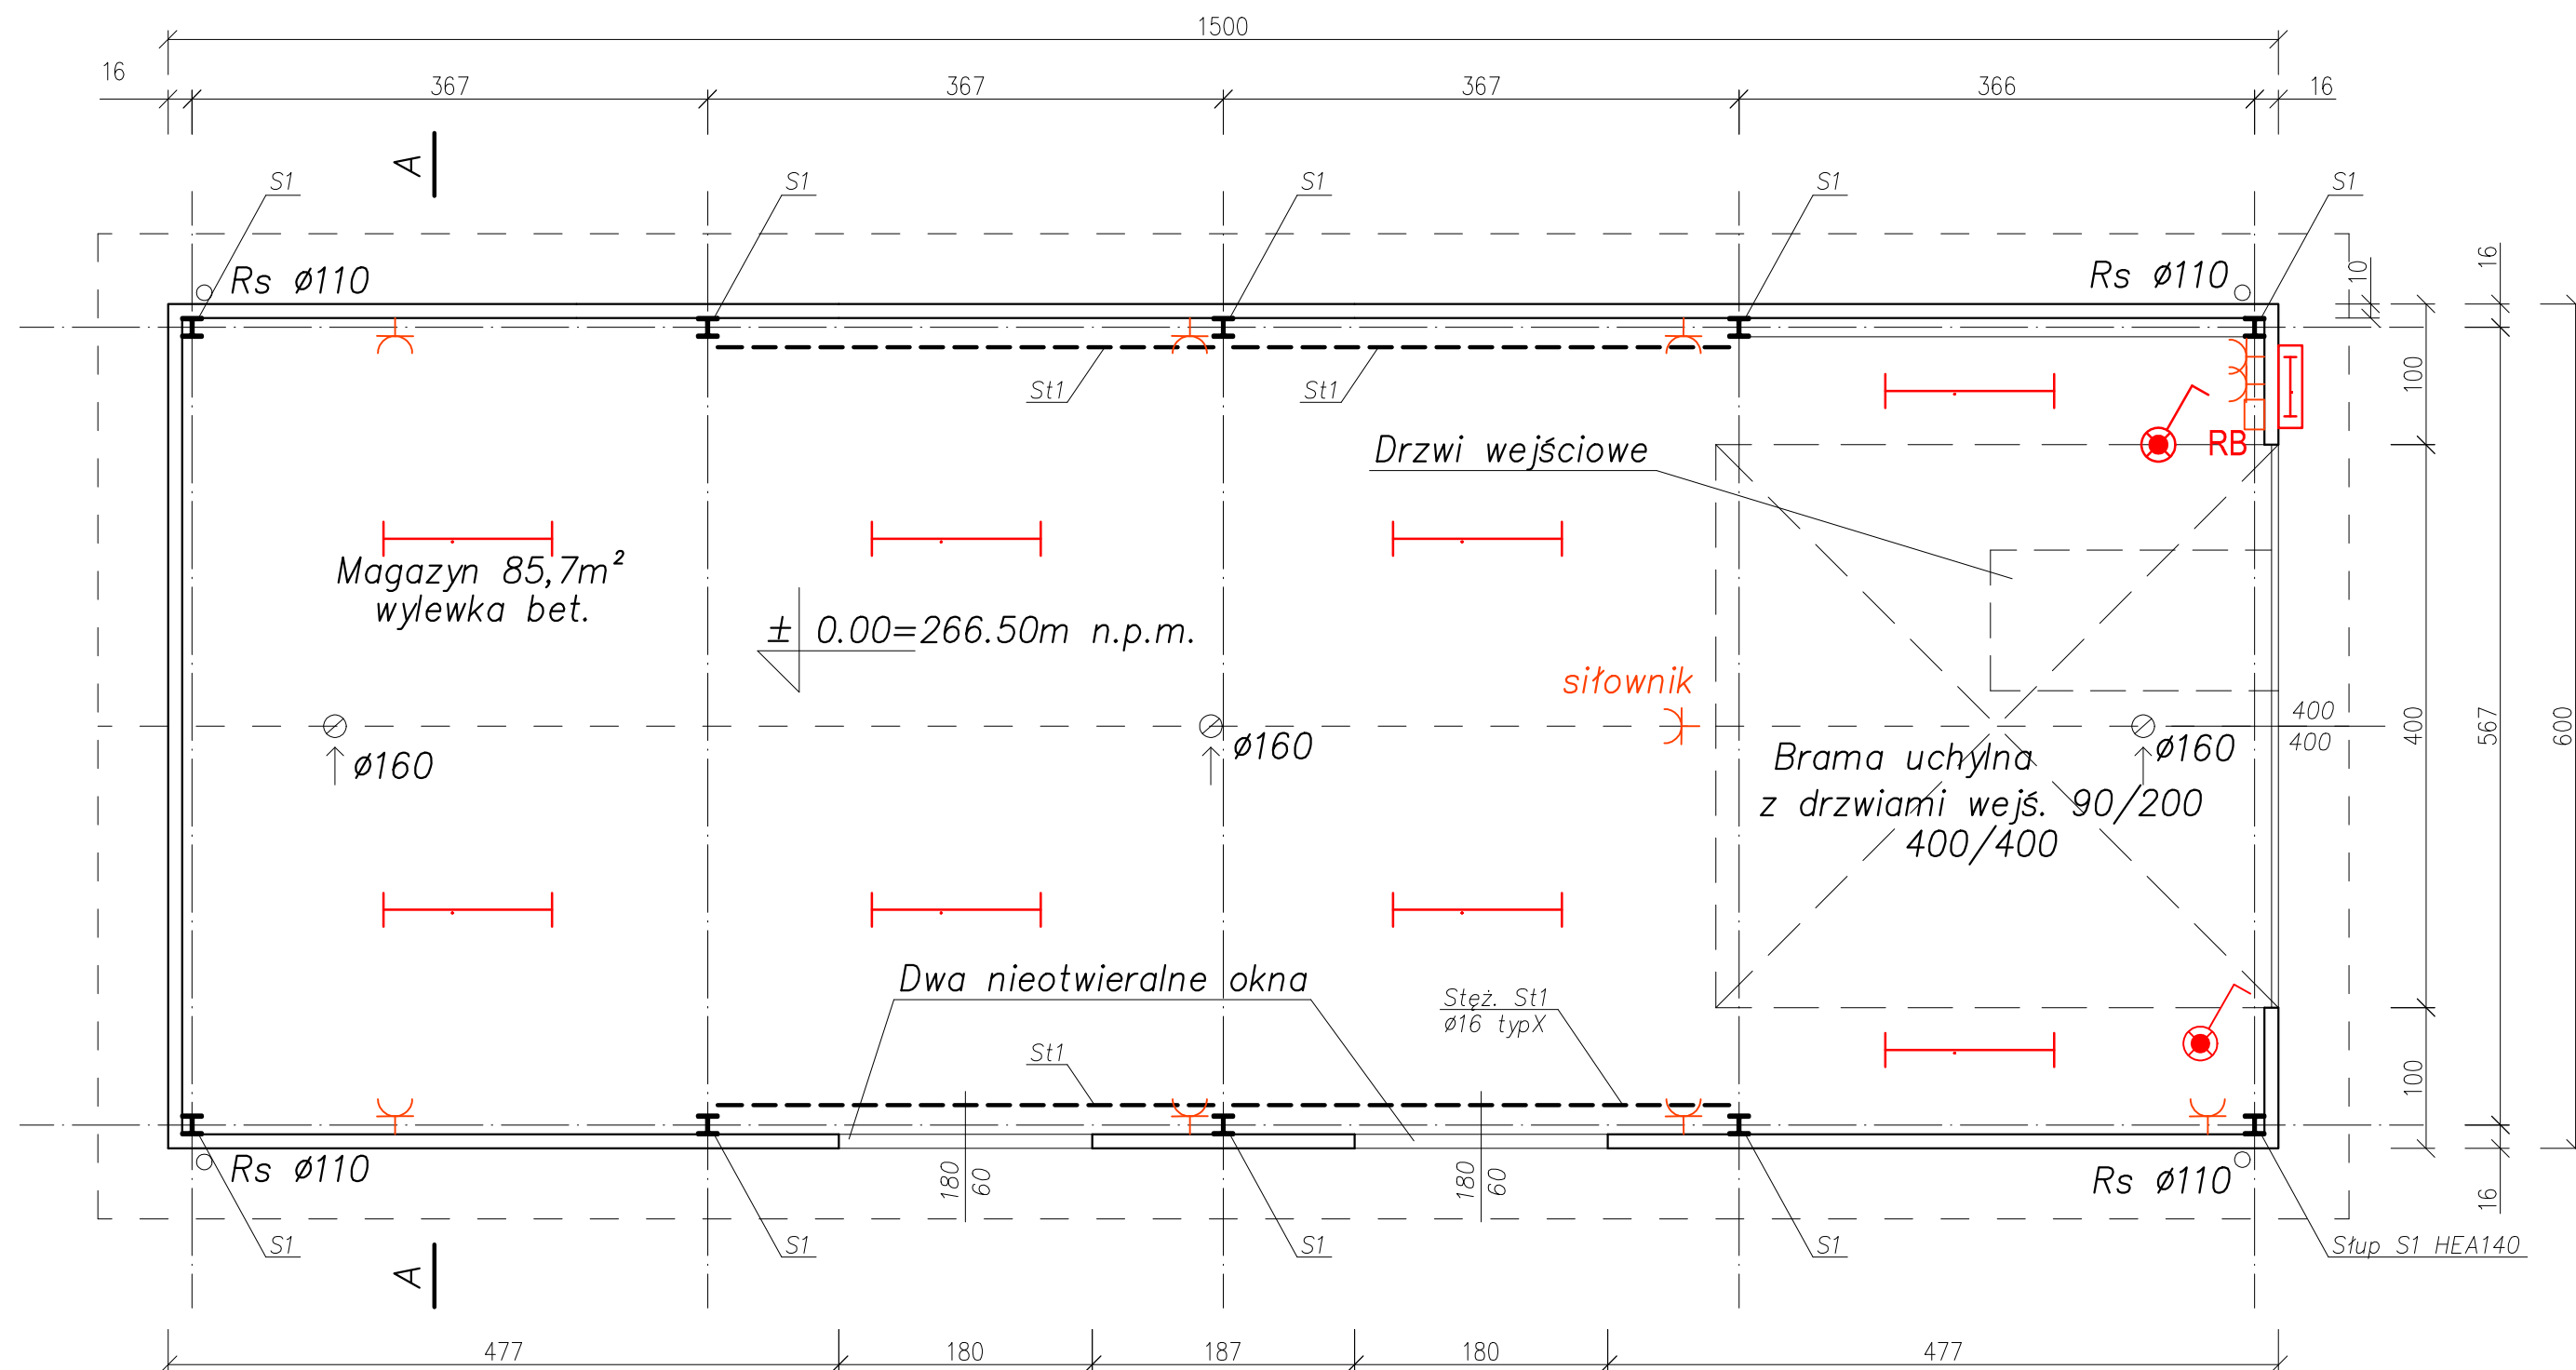 1500
16
367
367
367
366
16
A
S1
S1
S1
S1
S1
Rs ø110
Rs ø110
10
16
St1
St1
100
RB
Drzwi wejściowe
Magazyn 85,7m²
wylewka bet.
± 0.00=266.50m n.p.m.
siłownik
400
400
400
567
600
ø160
ø160
ø160
Brama uchylna
z drzwiami wejś. 90/200
400/400
Dwa nieotwieralne okna
Stęż. St1
ø16 typX
St1
100
Rs ø110
180
60
180
60
Rs ø110
16
A
S1
S1
S1
S1
Słup S1 HEA140
477
180
187
180
477